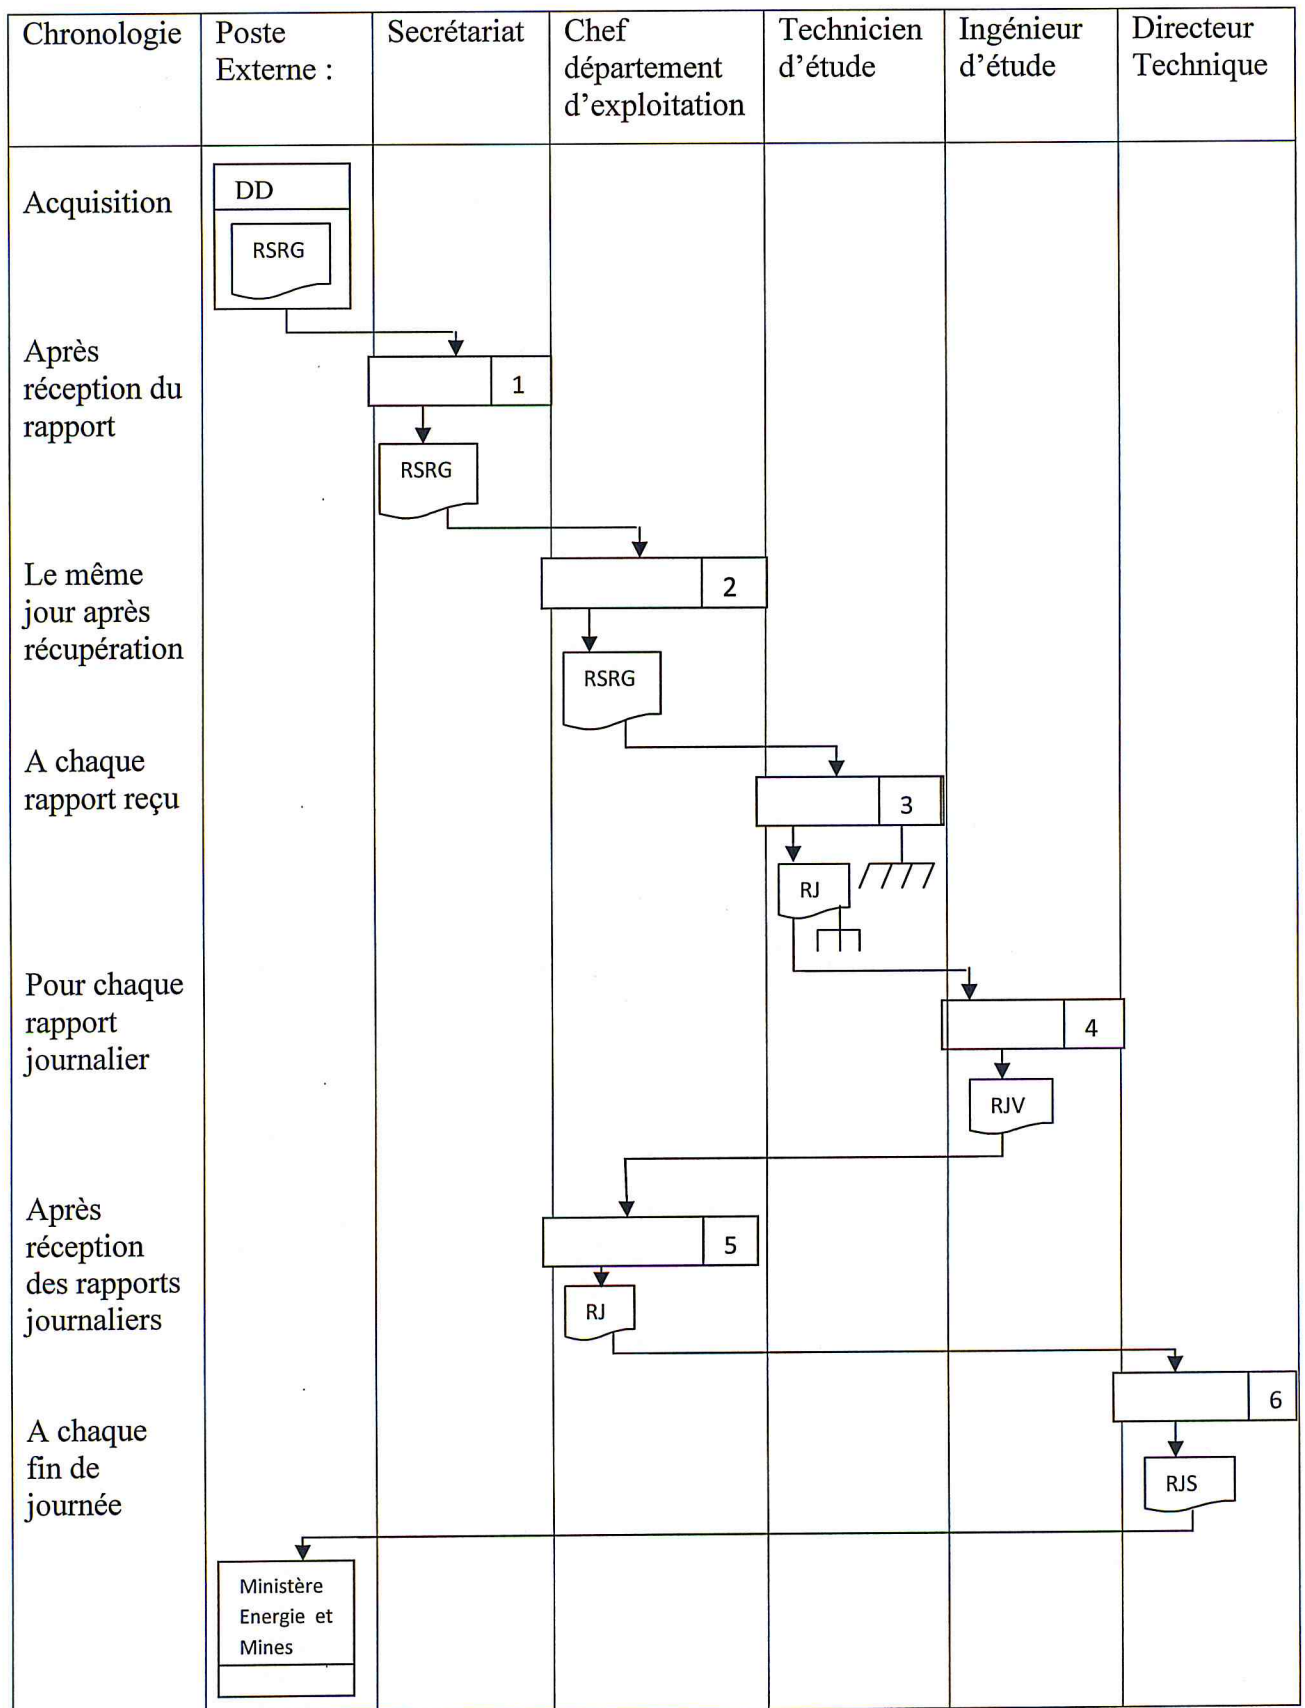 Chronologie
Poste
Externe :
Secrétariat
Chef
département
d'exploitation
Technicien
d'étude
Ingénieur
d'étude
Directeur
Technique
Acquisition
DD
RSRG
Après
réception du
rapport
1
RSRG
Le même
jour après
récupération
2
RSRG
A chaque
rapport reçu
3
RJ
Pour chaque
rapport
journalier
4
RJV
Après
réception
des rapports
journaliers
5
RJ
6
A chaque
fin de
journée
RJS
Ministère
Energie et
Mines